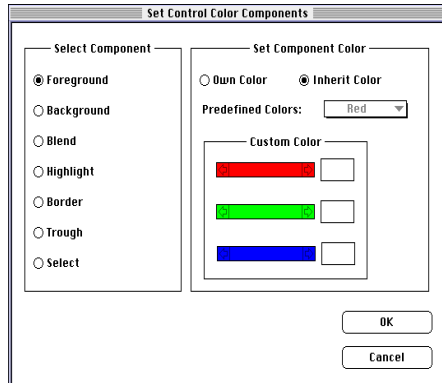 Set Control Color Components
Select Component
Foreground
Background
Blend
Highlight
Border
Trough
Select
Set Component Color
Own Color
Inherit Color
Predefined Colors:
Red
Custom Color
OK
Cancel